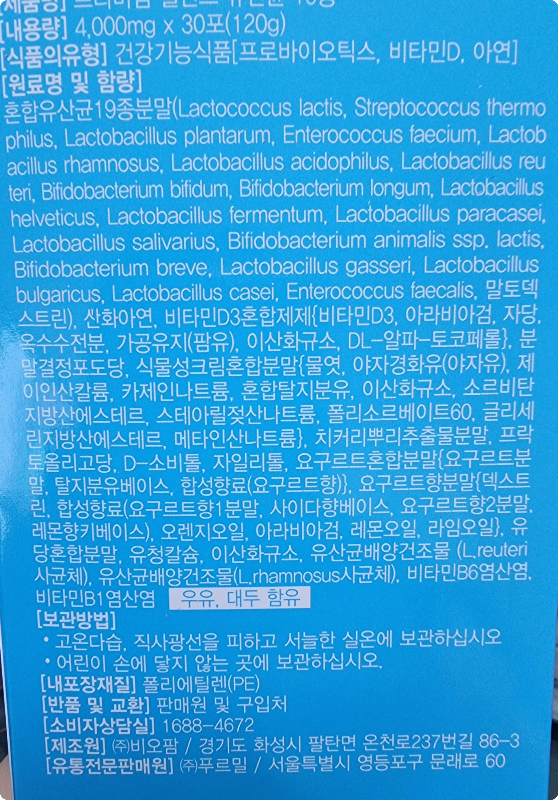 [내용량] 4,000mg x 30포(120g)
[식품의유형] 건강기능식품[프로바이오틱스, 비타민D, 아연]
[원료명 및 함량]
혼합유산균19종분말(Lactococcus lactis, Streptococcus thermo
philus, Lactobacillus plantarum, Enterococcus faecium, Lactob
acillus rhamnosus, Lactobacillus acidophilus, Lactobacillus reu
teri, Bifidobacterium bifidum, Bifidobacterium longum, Lactobacillus
helveticus, Lactobacillus fermentum, Lactobacillus paracasei,
Lactobacillus salivarius, Bifidobacterium animalis ssp. lactis,
Bifidobacterium breve, Lactobacillus gasseri, Lactobacillus
bulgaricus, Lactobacillus casei, Enterococcus faecalis, 말토덱
스트린), 산화아연, 비타민D3혼합제제{비타민D3, 아라비아검, 자당,
옥수수전분, 가공유지(팜유), 이산화규소, DL-알파-토코페롤}, 분
말결정포도당, 식물성크림혼합분말{물엿, 야자경화유(야자유), 제
이인산칼륨, 카제인나트륨, 혼합탈지분유, 이산화규소, 소르비탄
지방산에스테르, 스테아릴젖산나트륨, 폴리소르베이트60, 글리세
린지방산에스테르, 메타인산나트륨}, 치커리뿌리추출물분말, 프락
토올리고당, D-소비톨, 자일리톨, 요구르트혼합분말{요구르트분
말, 탈지분유베이스, 합성향료(요구르트향)}, 요구르트향분말{덱스트
린, 합성향료(요구르트향1분말, 사이다향베이스, 요구르트향2분말,
레몬향키베이스), 오렌지오일, 아라비아검, 레몬오일, 라임오일}, 유
당혼합분말, 유청칼슘, 이산화규소, 유산균배양건조물 (L.reuteri
사균체), 유산균배양건조물(L.rhamnosus사균체), 비타민B6염산염,
비타민B1염산염 우유, 대두 함유
[보관방법]
• 고온다습, 직사광선을 피하고 서늘한 실온에 보관하십시오
• 어린이 손에 닿지 않는 곳에 보관하십시오.
[내포장재질] 폴리에틸렌(PE)
[반품 및 교환] 판매원 및 구입처
[소비자상담실] 1688-4672
[제조원] ㈜비오팜 / 경기도 화성시 팔탄면 온천로237번길 86-3
[유통전문판매원] ㈜푸르밀 / 서울특별시 영등포구 문래로 60